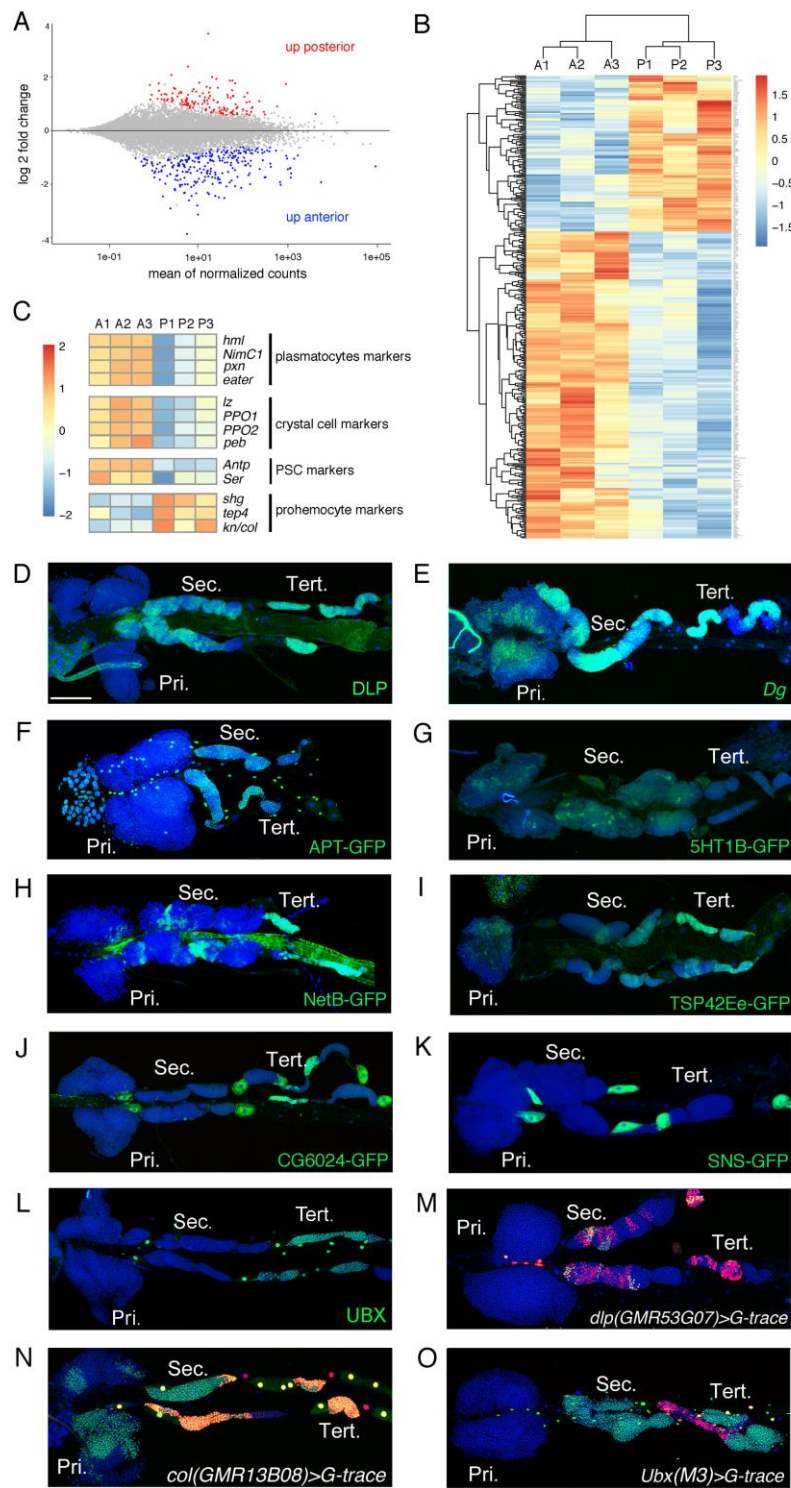 A
log 2 fold change
4
2
0
-2
-4
up posterior
up anterior
1e-01
1e+01
1e+03
1e+05
mean of normalized counts
B
A1 A2 A3 P1 P2 P3
1.5
1
0.5
0
−0.5
−1
−1.5
C
A1 A2 A3 P1 P2 P3
2
1
0
−1
−2
hml
NimC1
pxn
eater
plasmatocytes markers
lz
PPO1
PPO2
peb
crystal cell markers
Antp
Ser
PSC markers
shg
tep4
kn/col
prohemocyte markers
D
Sec.
Tert.
Pri.
DLP
E
Tert.
Sec.
Pri.
Dg
F
Sec.
Tert.
Pri.
APT-GFP
G
Sec.
Tert.
Pri.
5HT1B-GFP
H
Sec.
Tert.
Pri.
NetB-GFP
I
Sec.
Tert.
Pri.
TSP42Ee-GFP
J
Sec.
Tert.
Pri.
CG6024-GFP
K
Sec.
Tert.
Pri.
SNS-GFP
L
Sec.
Tert.
Pri.
UBX
M
Pri.
Sec.
Tert.
dlp(GMR53G07)>G-trace
N
Sec.
Tert.
Pri.
col(GMR13B08)>G-trace
O
Sec.
Tert.
Pri.
Ubx(M3)>G-trace